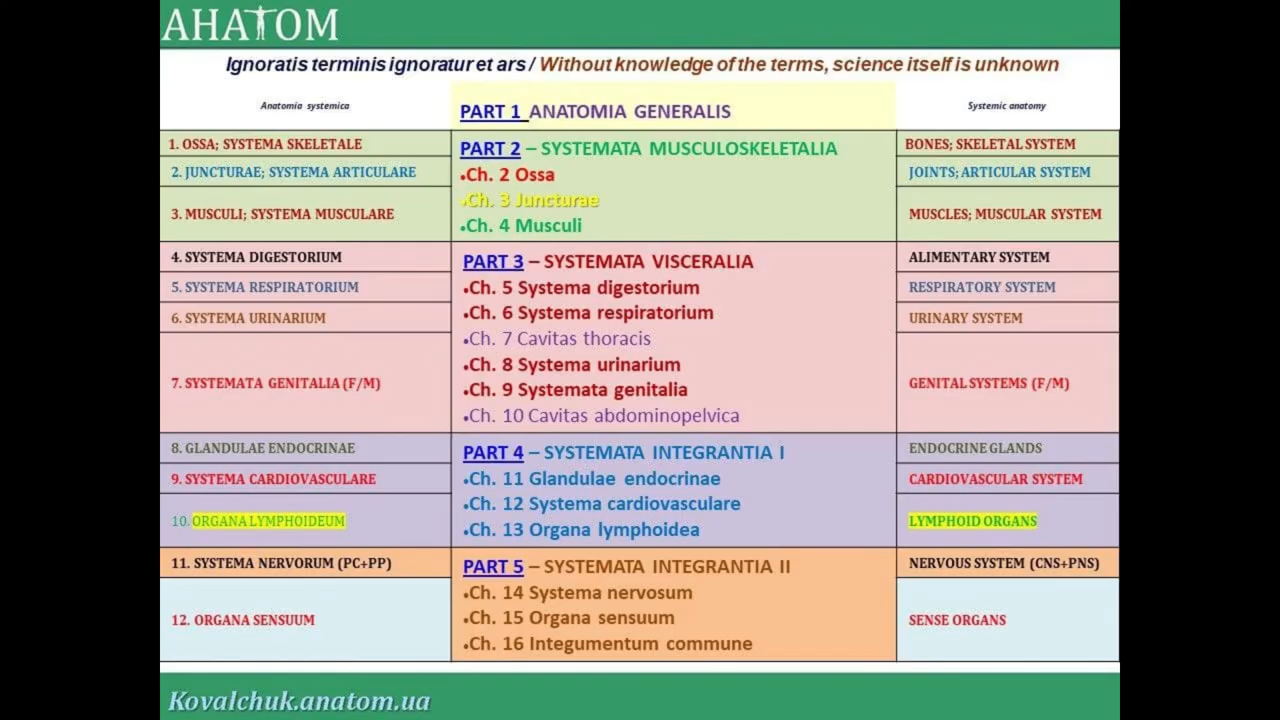 АНАТОМ
Ignoratis terminis ignoratur et ars / Without knowledge of the terms, science itself is unknown
Anatomia systemica
PART 1 ANATOMIA GENERALIS
Systemic anatomy
1. OSSA; SYSTEMA SKELETALE
2. JUNCTURAE; SYSTEMA ARTICULARE
3. MUSCULI; SYSTEMA MUSCULARE
PART 2 – SYSTEMATA MUSCULOSKELETALIA
•Ch. 2 Ossa
•Ch. 3 Juncturae
•Ch. 4 Musculi
BONES; SKELETAL SYSTEM
JOINTS; ARTICULAR SYSTEM
MUSCLES; MUSCULAR SYSTEM
4. SYSTEMA DIGESTORIUM
5. SYSTEMA RESPIRATORIUM
6. SYSTEMA URINARIUM
7. SYSTEMATA GENITALIA (F/M)
PART 3 – SYSTEMATA VISCERALIA
•Ch. 5 Systema digestorium
•Ch. 6 Systema respiratorium
•Ch. 7 Cavitas thoracis
•Ch. 8 Systema urinarium
•Ch. 9 Systemata genitalia
•Ch. 10 Cavitas abdominopelvica
ALIMENTARY SYSTEM
RESPIRATORY SYSTEM
URINARY SYSTEM
GENITAL SYSTEMS (F/M)
8. GLANDULAE ENDOCRINAE
9. SYSTEMA CARDIOVASCULARE
10. ORGANA LYMPHOIDEUM
PART 4 – SYSTEMATA INTEGRANTIA I
•Ch. 11 Glandulae endocrinae
•Ch. 12 Systema cardiovasculare
•Ch. 13 Organa lymphoidea
ENDOCRINE GLANDS
CARDIOVASCULAR SYSTEM
LYMPHOID ORGANS
11. SYSTEMA NERVORUM (PC+PP)
12. ORGANA SENSUUM
PART 5 – SYSTEMATA INTEGRANTIA II
•Ch. 14 Systema nervosum
•Ch. 15 Organa sensuum
•Ch. 16 Integumentum commune
NERVOUS SYSTEM (CNS+PNS)
SENSE ORGANS
Kovalchuk.anatom.ua